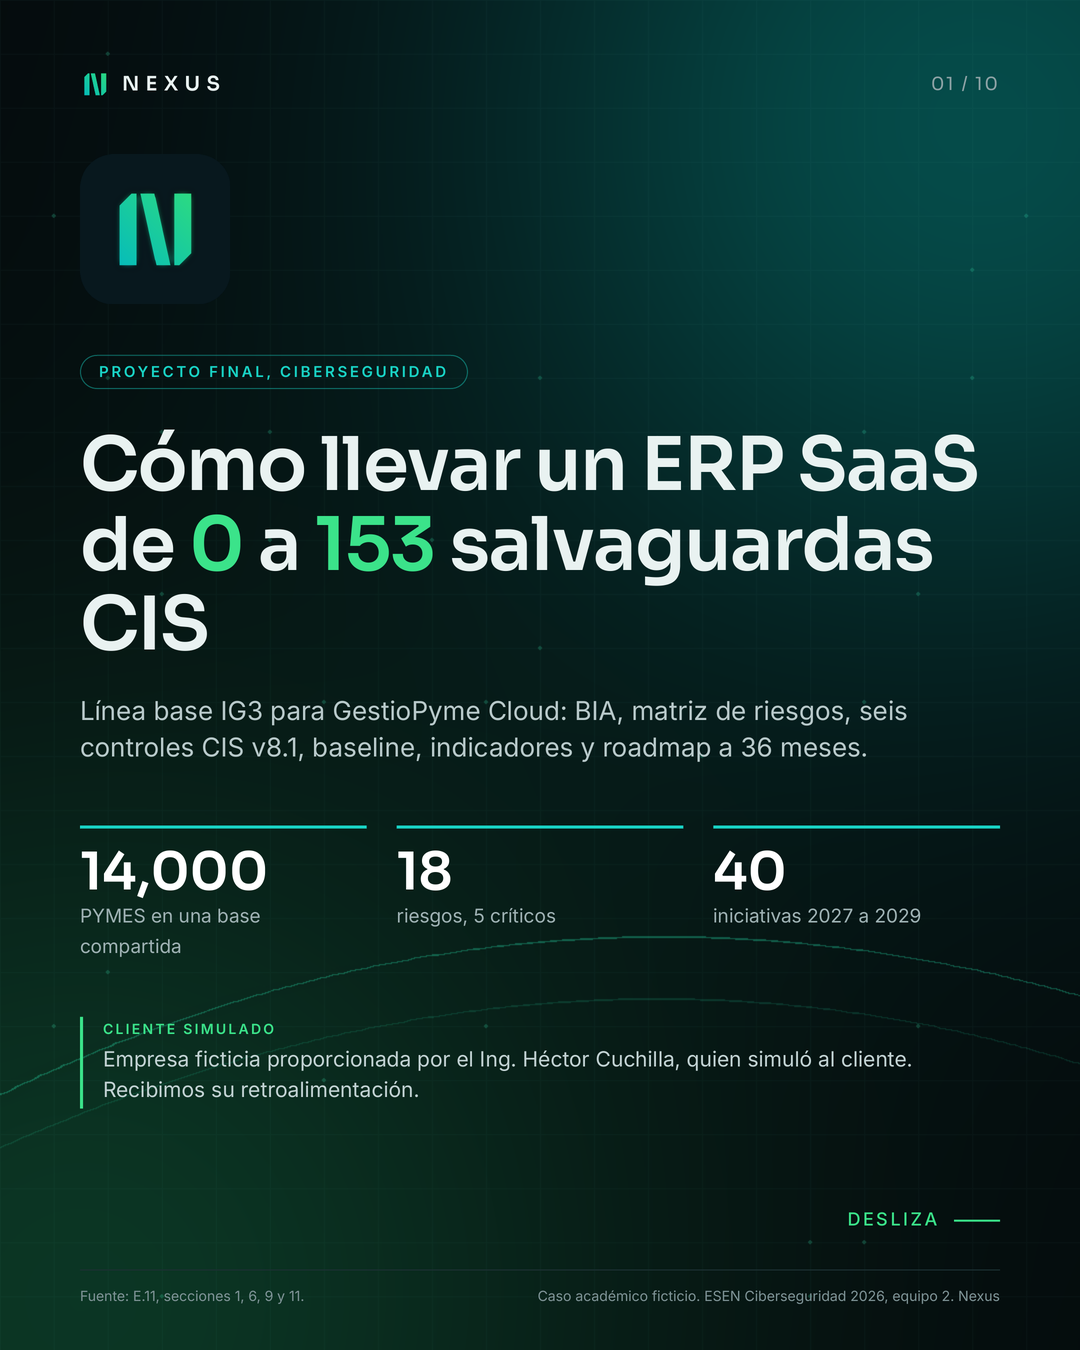 NEXUS
01 / 10
N
PROYECTO FINAL, CIBERSEGURIDAD
Cómo llevar un ERP SaaS
de 0 a 153 salvaguardas
CIS
Línea base IG3 para GestioPyme Cloud: BIA, matriz de riesgos, seis
controles CIS v8.1, baseline, indicadores y roadmap a 36 meses.
14,000
PYMES en una base
compartida
18
riesgos, 5 críticos
40
iniciativas 2027 a 2029
CLIENTE SIMULADO
Empresa ficticia proporcionada por el Ing. Héctor Cuchilla, quien simuló al cliente.
Recibimos su retroalimentación.
DESLIZA
Fuente: E.11, secciones 1, 6, 9 y 11.
Caso académico ficticio. ESEN Ciberseguridad 2026, equipo 2. Nexus